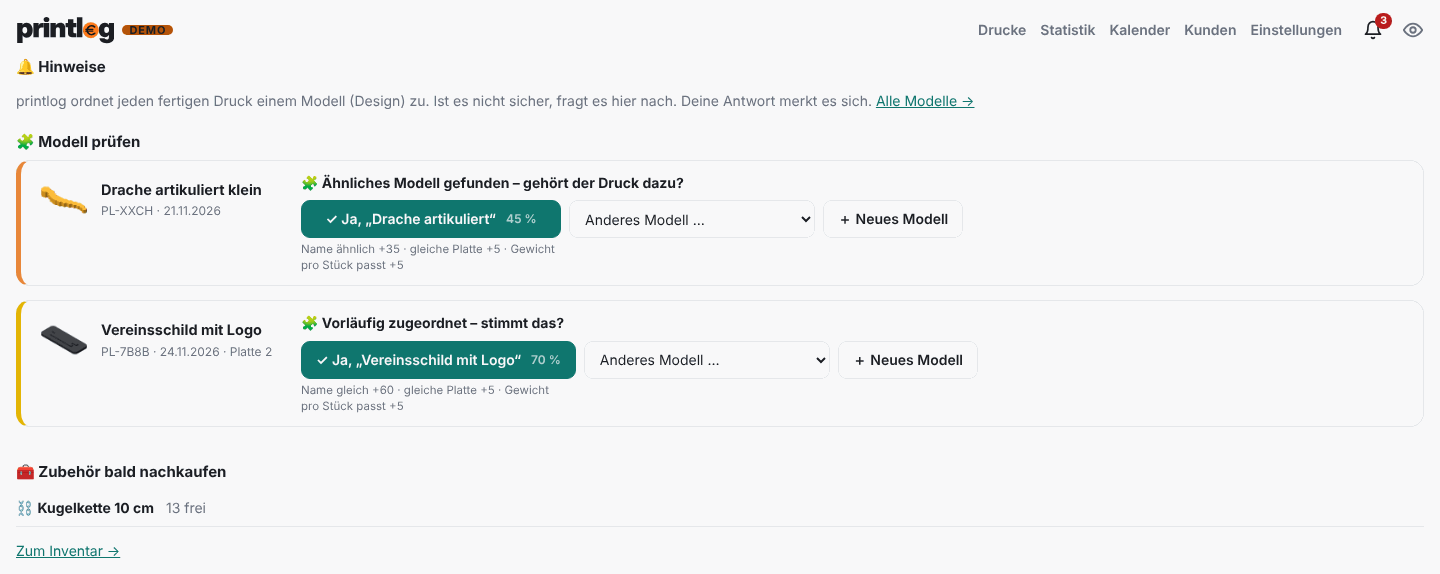 printl€g DEMO
Drucke Statistik Kalender Kunden Einstellungen 3
🔔 Hinweise
printlog ordnet jeden fertigen Druck einem Modell (Design) zu. Ist es nicht sicher, fragt es hier nach. Deine Antwort merkt es sich. Alle Modelle →
🧩 Modell prüfen
Drache artikuliert klein
PL-XXCH · 21.11.2026
🧩 Ähnliches Modell gefunden – gehört der Druck dazu?
✓ Ja, „Drache artikuliert“ 45 %
Anderes Modell ...
+ Neues Modell
Name ähnlich +35 · gleiche Platte +5 · Gewicht
pro Stück passt +5
Vereinsschild mit Logo
PL-7B8B · 24.11.2026 · Platte 2
🧩 Vorläufig zugeordnet – stimmt das?
✓ Ja, „Vereinsschild mit Logo“ 70 %
Anderes Modell ...
+ Neues Modell
Name gleich +60 · gleiche Platte +5 · Gewicht
pro Stück passt +5
🧰 Zubehör bald nachkaufen
⛓️ Kugelkette 10 cm 13 frei
Zum Inventar →